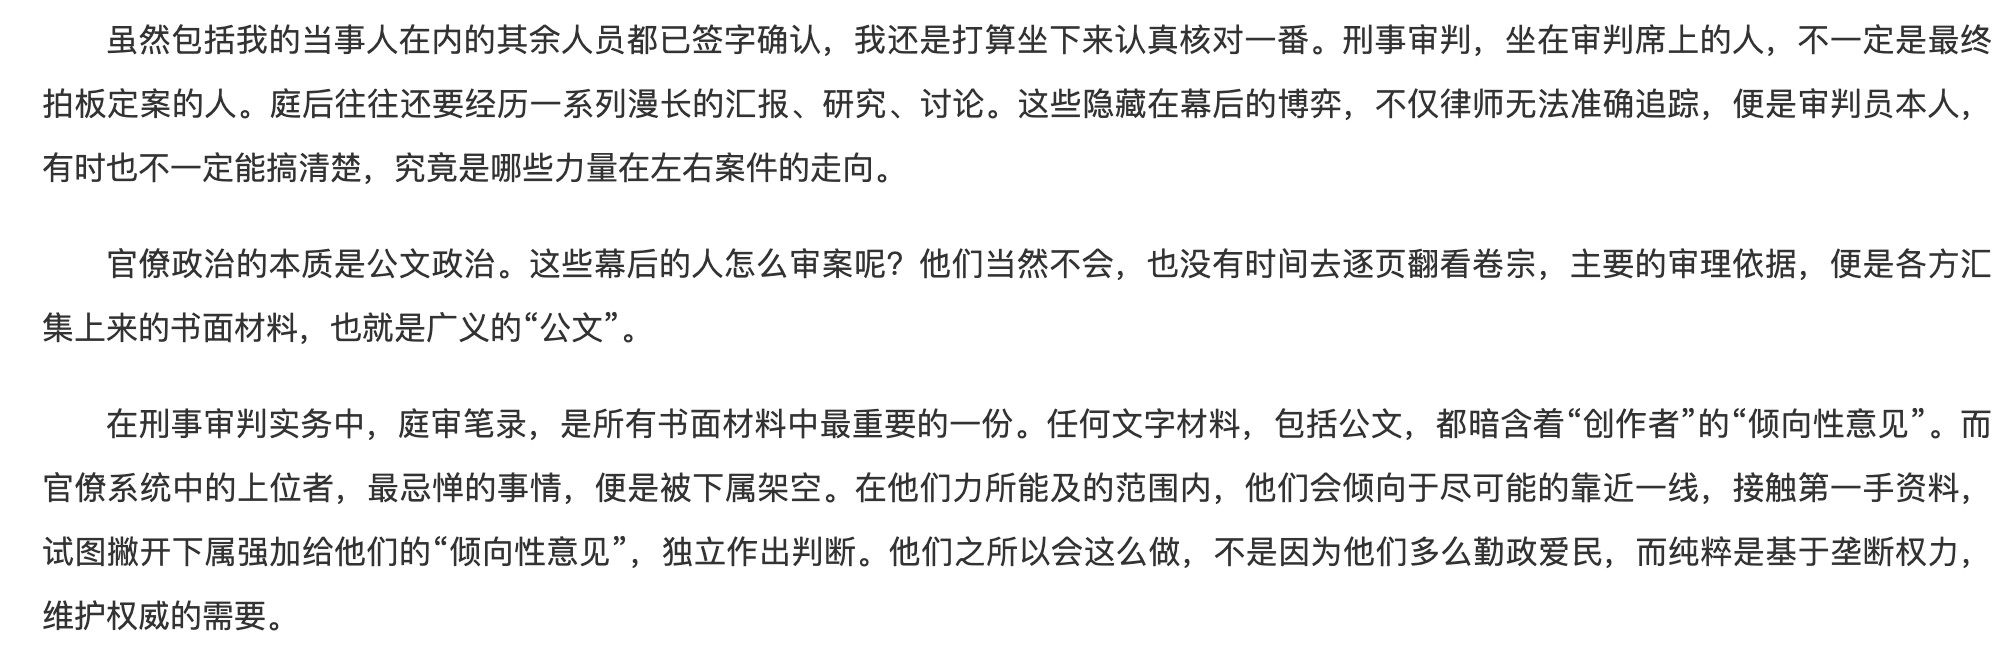 虽然包括我的当事人在内的其余人员都已签字确认，我还是打算坐下来认真核对一番。刑事审判，坐在审判席上的人，不一定是最终
拍板定案的人。庭后往往还要经历一系列漫长的汇报、研究、讨论。这些隐藏在幕后的博弈，不仅律师无法准确追踪，便是审判员本人，
有时也不一定能搞清楚，究竟是哪些力量在左右案件的走向。
官僚政治的本质是公文政治。这些幕后的人怎么审案呢？他们当然不会，也没有时间去逐页翻看卷宗，主要的审理依据，便是各方汇
集上来的书面材料，也就是广义的“公文”。
在刑事审判实务中，庭审笔录，是所有书面材料中最重要的一份。任何文字材料，包括公文，都暗含着“创作者”的“倾向性意见”。而
官僚系统中的上位者，最忌惮的事情，便是被下属架空。在他们力所能及的范围内，他们会倾向于尽可能的靠近一线，接触第一手资料，
试图撇开下属强加给他们的“倾向性意见”，独立作出判断。他们之所以会这么做，不是因为他们多么勤政爱民，而纯粹是基于垄断权力，
维护权威的需要。